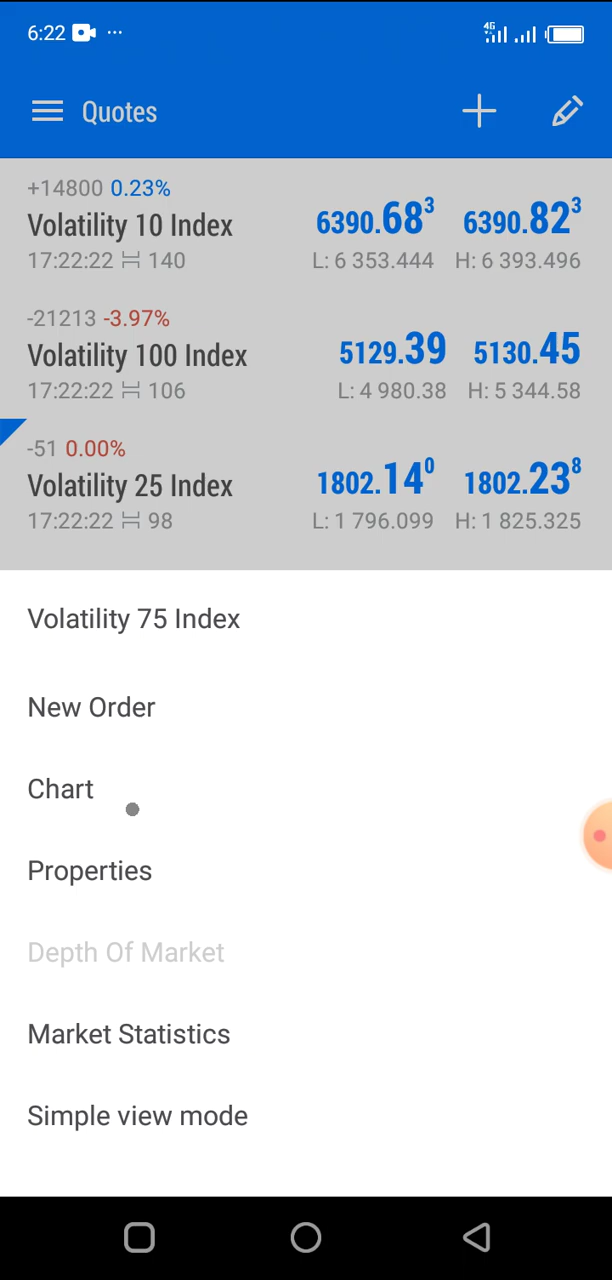 6:22 ...
4G
Quotes
+14800 0.23%
Volatility 10 Index 6390.683 6390.823
17:22:22 140 L: 6 353.444 H: 6 393.496
-21213 -3.97%
Volatility 100 Index 5129.39 5130.45
17:22:22 106 L: 4 980.38 H: 5 344.58
-51 0.00%
Volatility 25 Index 1802.140 1802.238
17:22:22 98 L: 1 796.099 H: 1 825.325
Volatility 75 Index
New Order
Chart
Properties
Depth Of Market
Market Statistics
Simple view mode